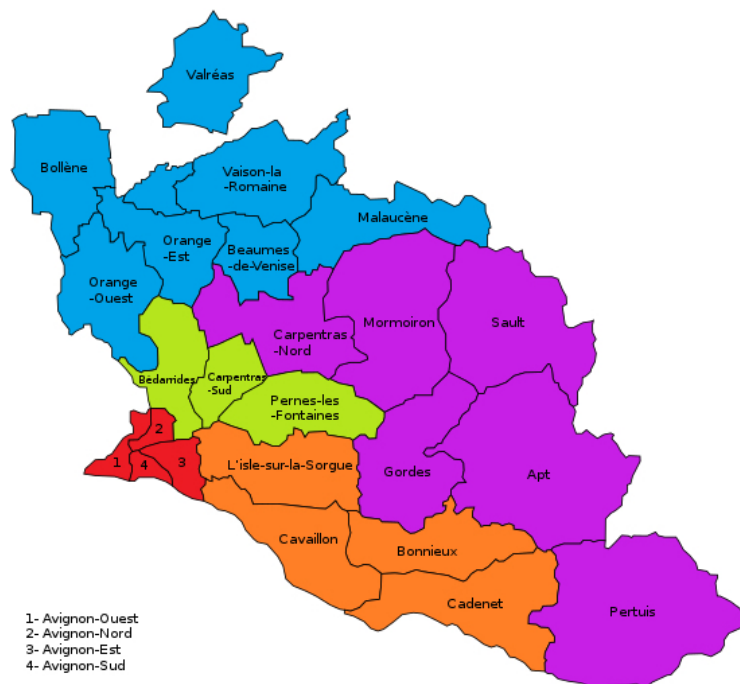 Valréas
Bollène
Vaison-la
-Romaine
Malaucène
Orange
-Est
Beaumes
-de-Venise
Orange
-Ouest
Carpentras
-Nord
Mormoiron
Sault
Bédarrides
Carpentras
-Sud
Pernes-les
-Fontaines
2
1
4
3
L'isle-sur-la-Sorgue
Gordes
Apt
Cavaillon
Bonnieux
Cadenet
Pertuis
1- Avignon-Ouest
2- Avignon-Nord
3- Avignon-Est
4- Avignon-Sud